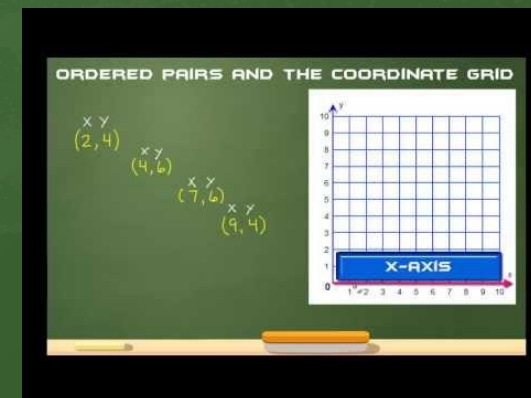 ORDERED PAIRS AND THE COORDINATE GRID
X Y
(2,4)
X Y
(4,6)
X Y
(7,6)
X Y
(9,4)
y
10
9
8
7
6
5
4
3
2
1
0
X-AXIS
x
1 2 3 4 5 6 7 8 9 10